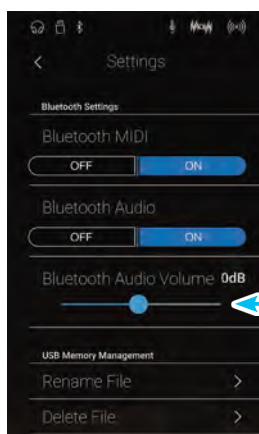 Settings
Bluetooth Settings
Bluetooth MIDI
OFF ON
Bluetooth Audio
OFF ON
Bluetooth Audio Volume 0dB
USB Memory Management
Rename File >
Delete File >